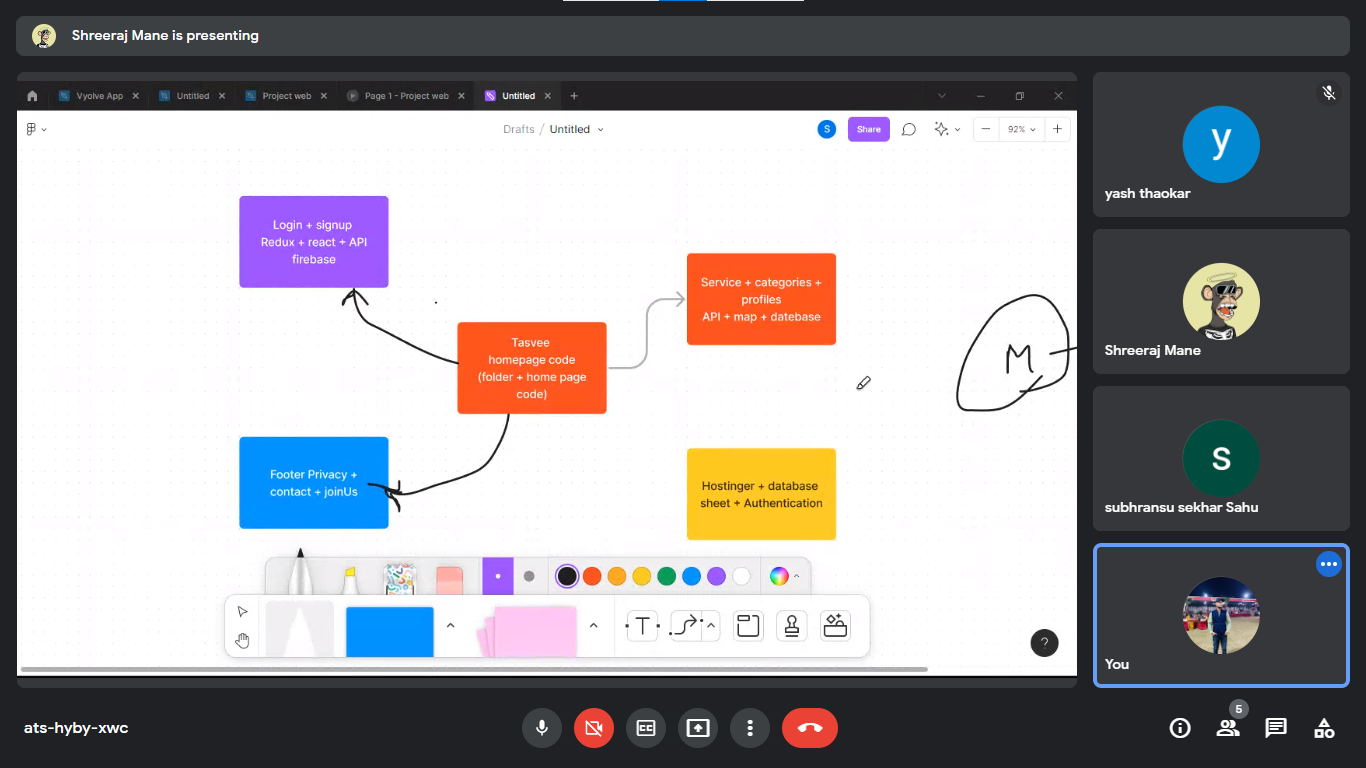 Shreeraj Mane is presenting
Vyolve App
Untitled
Project web
Page 1 - Project web
Untitled
Drafts / Untitled
S
Share
92%
Login + signup
Redux + react + API
firebase
Service + categories +
profiles
API + map + datebase
Tasvee
homepage code
(folder + home page
code)
M
Footer Privacy +
contact + joinUs
Hostinger + database
sheet + Authentication
T
?
y
yash thaokar
Shreeraj Mane
s
subhransu sekhar Sahu
You
ats-hyby-xwc
CC
5